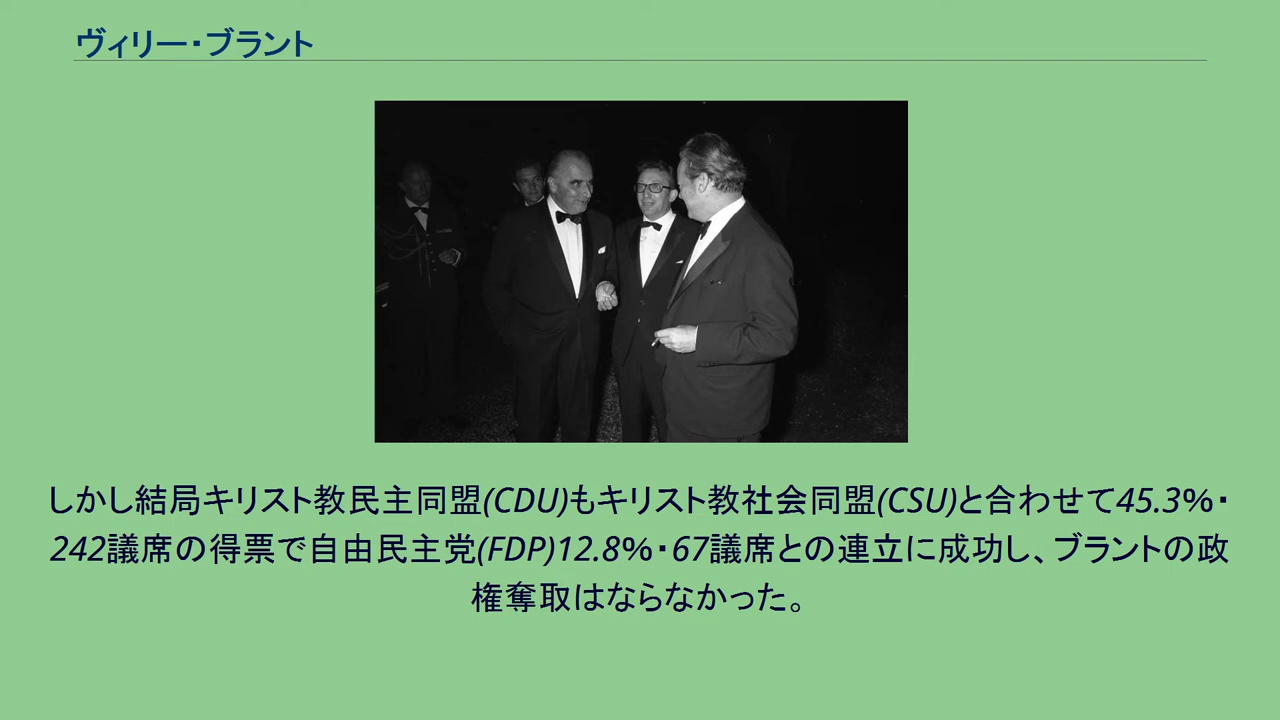 ヴィリー・ブラント
しかし結局キリスト教民主同盟(CDU)もキリスト教社会同盟(CSU)と合わせて45.3%・
242議席の得票で自由民主党(FDP)12.8%・67議席との連立に成功し、ブラントの政
権奪取はならなかった。